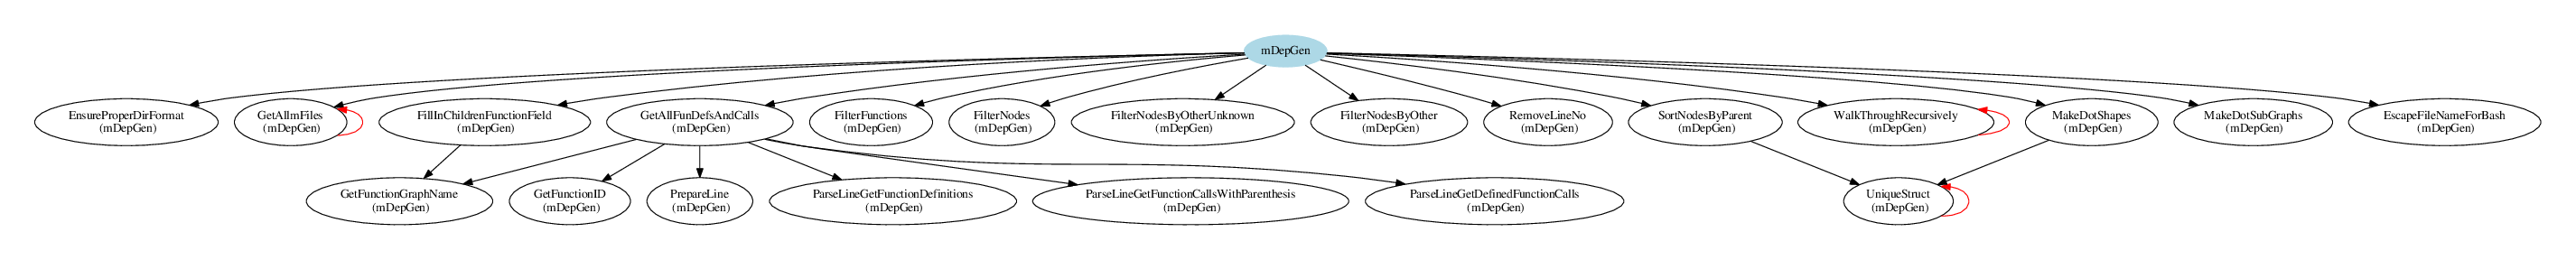 mDepGen
EnsureProperDirFormat
(mDepGen)
GetAllmFiles
(mDepGen)
FillInChildrenFunctionField
(mDepGen)
GetAllFunDefsAndCalls
(mDepGen)
FilterFunctions
(mDepGen)
FilterNodes
(mDepGen)
FilterNodesByOtherUnknown
(mDepGen)
FilterNodesByOther
(mDepGen)
RemoveLineNo
(mDepGen)
SortNodesByParent
(mDepGen)
WalkThroughRecursively
(mDepGen)
MakeDotShapes
(mDepGen)
MakeDotSubGraphs
(mDepGen)
EscapeFileNameForBash
(mDepGen)
GetFunctionGraphName
(mDepGen)
GetFunctionID
(mDepGen)
PrepareLine
(mDepGen)
ParseLineGetFunctionDefinitions
(mDepGen)
ParseLineGetFunctionCallsWithParenthesis
(mDepGen)
ParseLineGetDefinedFunctionCalls
(mDepGen)
UniqueStruct
(mDepGen)